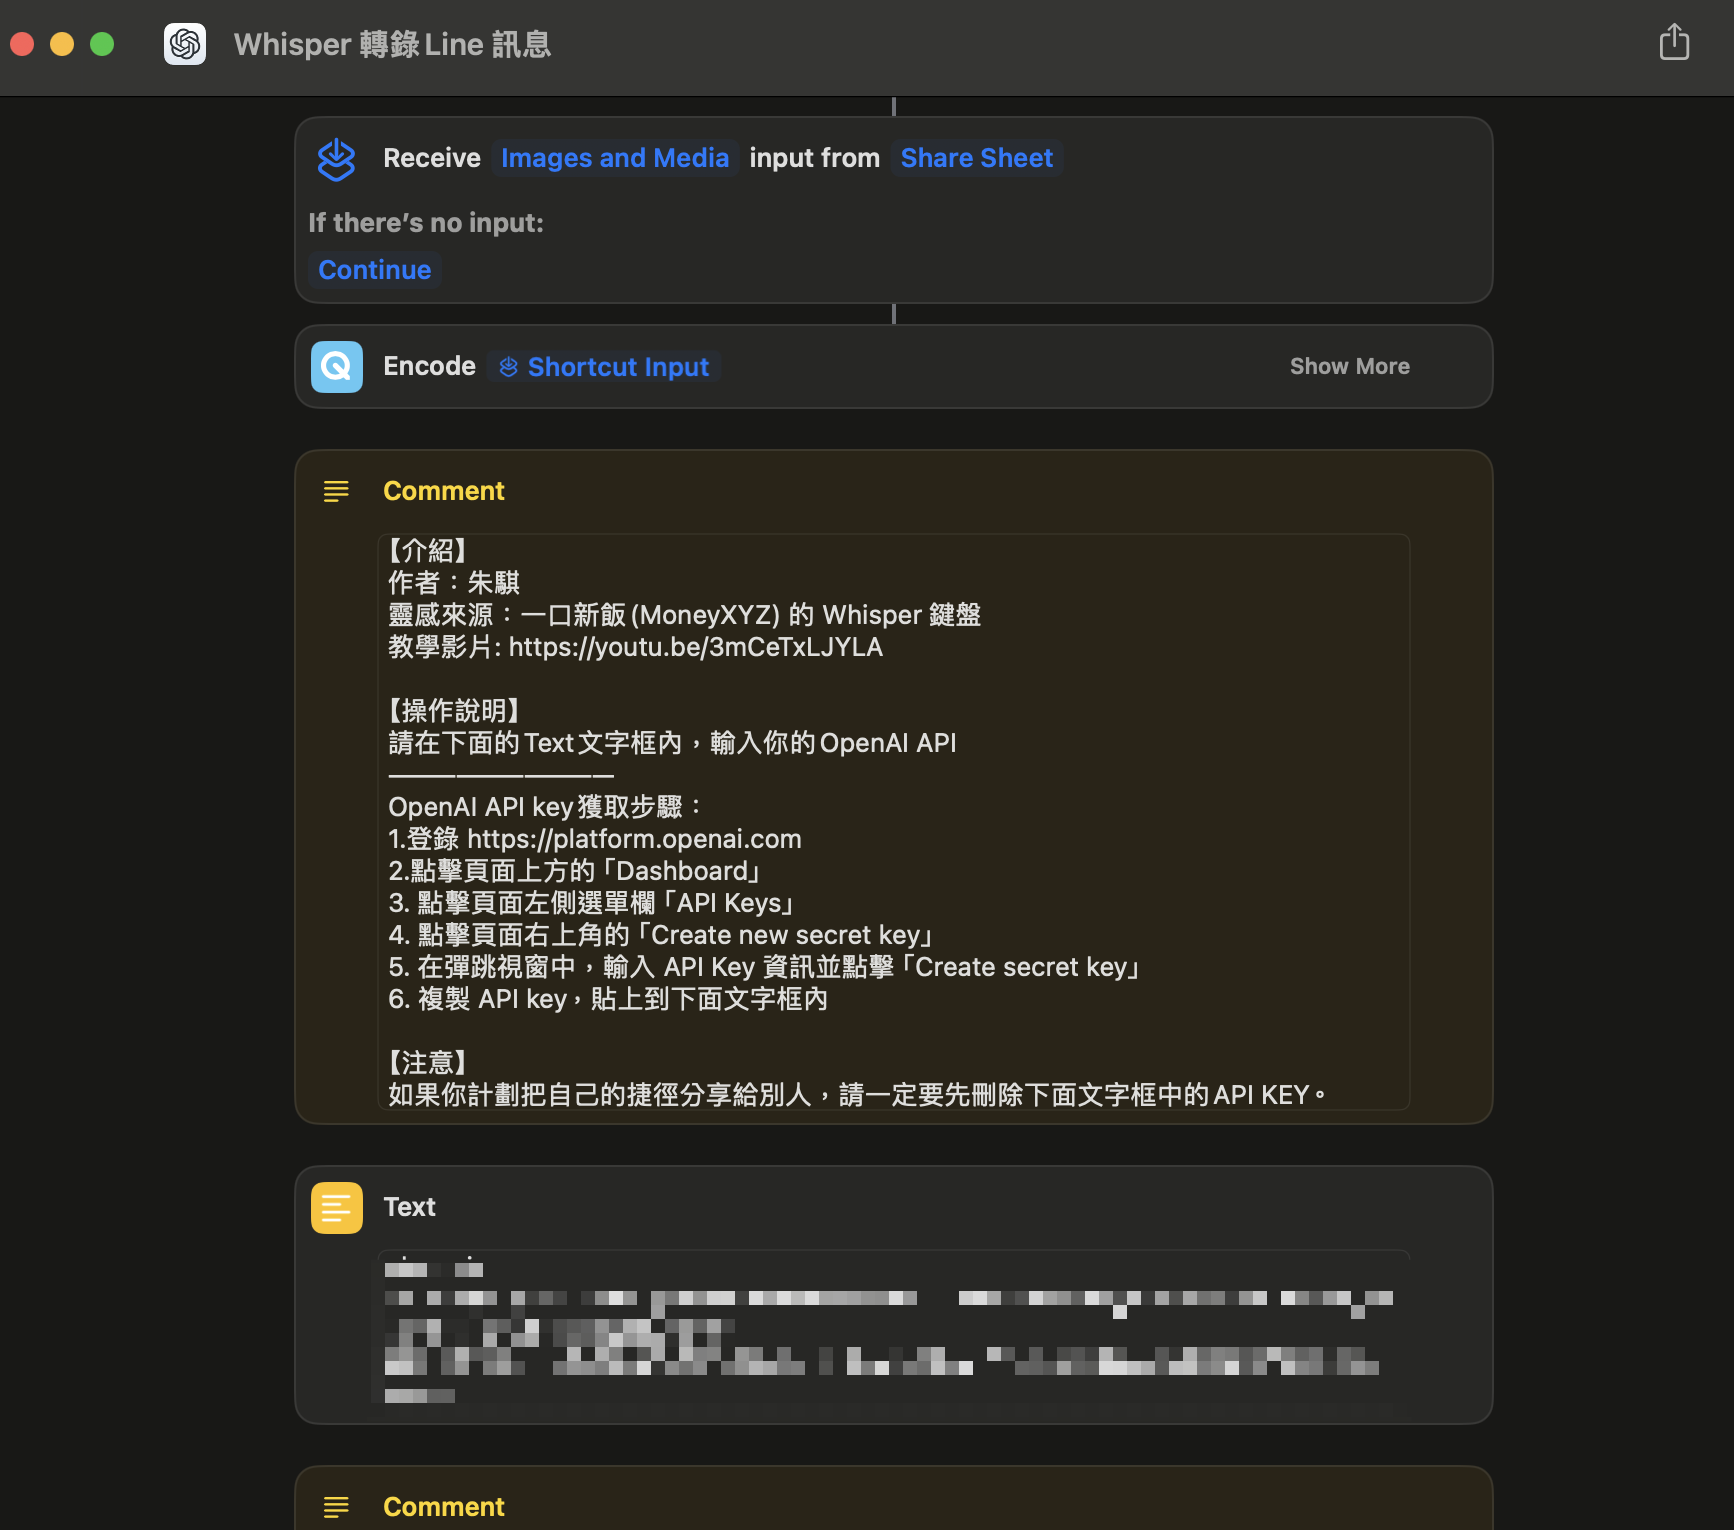 Whisper 轉錄 Line 訊息
Receive Images and Media input from Share Sheet
If there's no input:
Continue
Encode Shortcut Input Show More
Comment
【介紹】
作者：朱騏
靈感來源：一口新飯 (MoneyXYZ) 的 Whisper 鍵盤
教學影片: https://youtu.be/3mCeTxLJYLA
【操作說明】
請在下面的 Text 文字框內，輸入你的 OpenAI API
——————————
OpenAI API key 獲取步驟：
1.登錄 https://platform.openai.com
2.點擊頁面上方的「Dashboard」
3. 點擊頁面左側選單欄「API Keys」
4. 點擊頁面右上角的「Create new secret key」
5. 在彈跳視窗中，輸入 API Key 資訊並點擊「Create secret key」
6. 複製 API key，貼上到下面文字框內
【注意】
如果你計劃把自己的捷徑分享給別人，請一定要先刪除下面文字框中的 API KEY。
Text
Comment